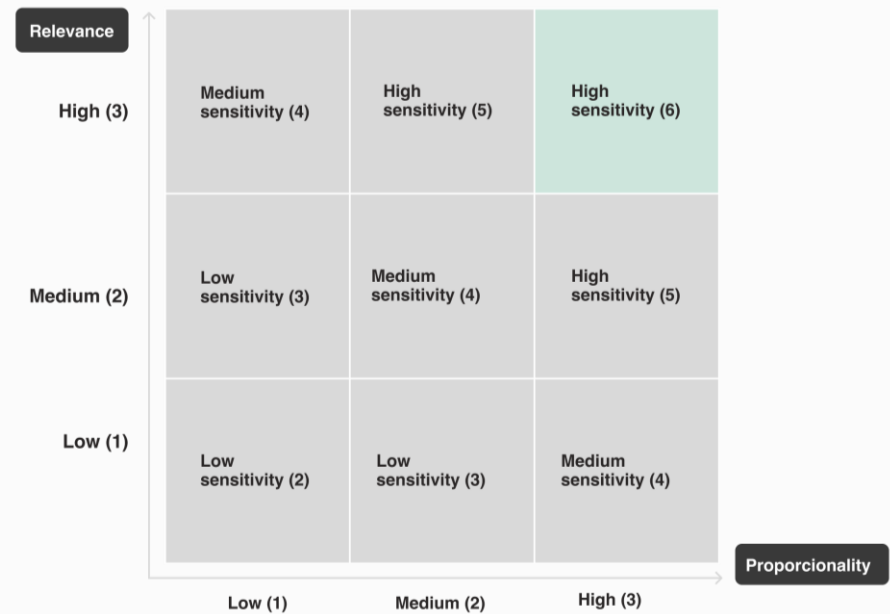 Relevance
High (3)
Medium
sensitivity (4)
High
sensitivity (5)
High
sensitivity (6)
Medium (2)
Low
sensitivity (3)
Medium
sensitivity (4)
High
sensitivity (5)
Low (1)
Low
sensitivity (2)
Low
sensitivity (3)
Medium
sensitivity (4)
Proporcionality
Low (1)
Medium (2)
High (3)